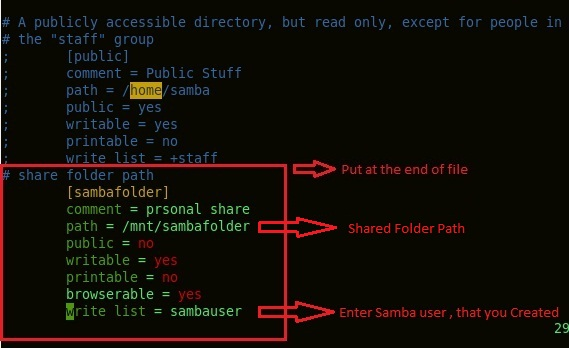 # A publicly accessible directory, but read only, except for people in
# the "staff" group
; [public]
; comment = Public Stuff
; path = /home/samba
; public = yes
; writable = yes
; printable = no
; write list = +staff
# share folder path
Put at the end of file
[sambafolder]
comment = prsonal share
path = /mnt/sambafolder
Shared Folder Path
public = no
writable = yes
printable = no
browserable = yes
write list = sambauser
Enter Samba user , that you Created
29